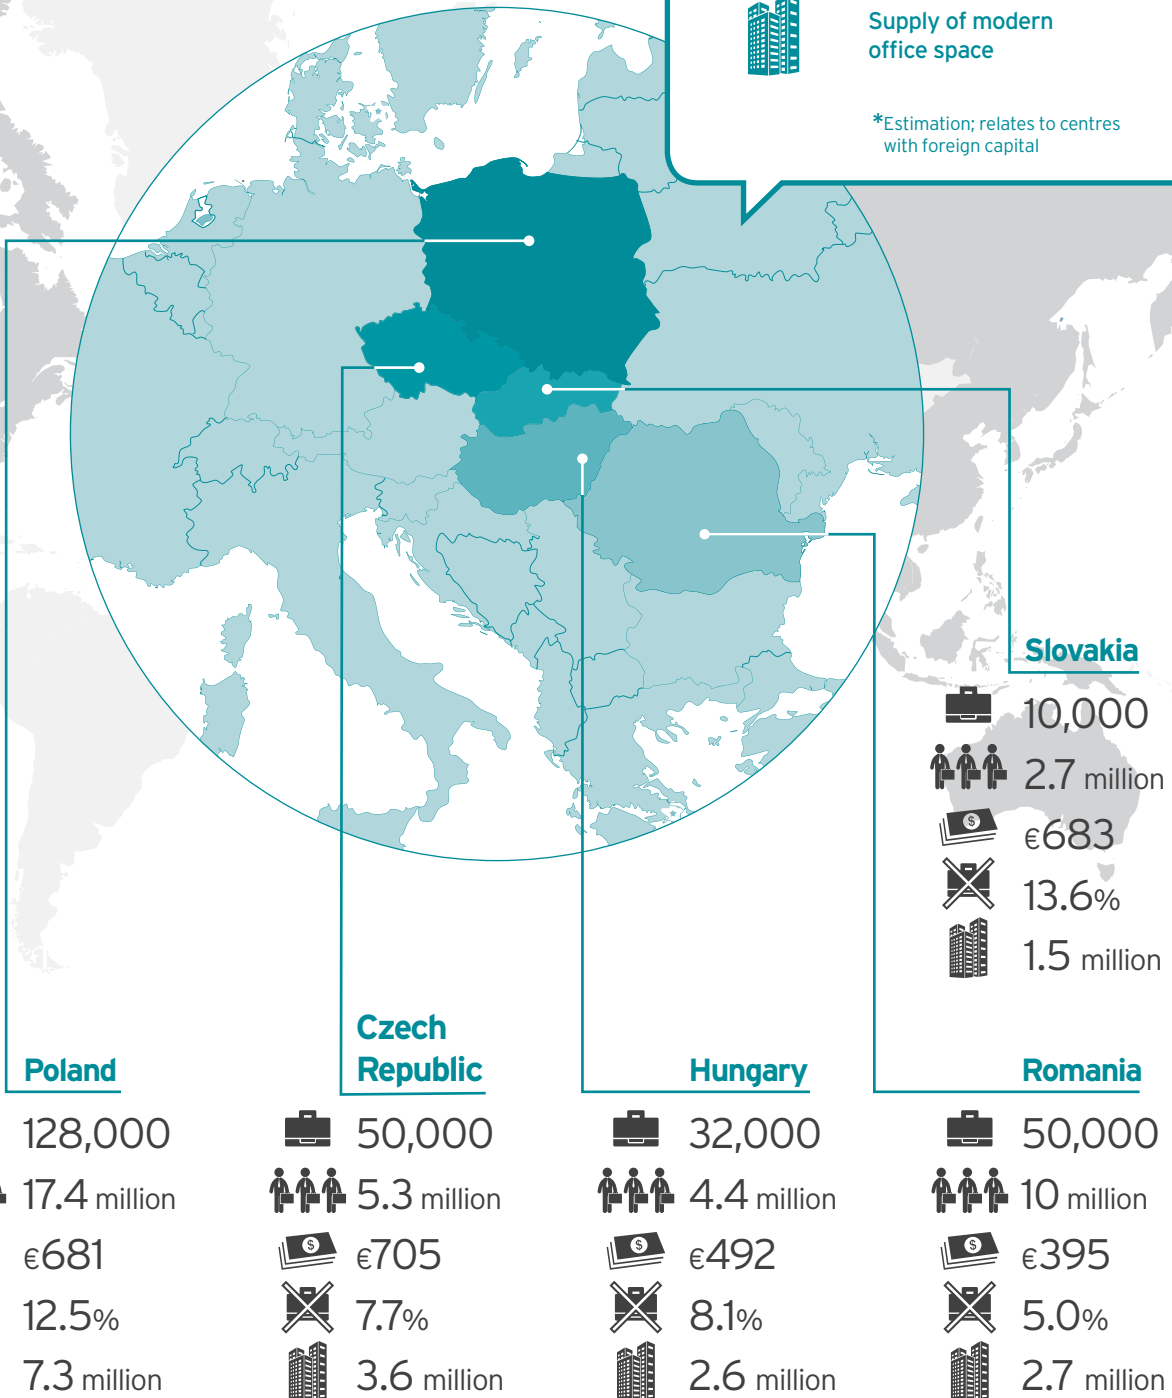 Supply of modern
office space
*Estimation; relates to centres
with foreign capital
Slovakia
10,000
2.7 million
€683
13.6%
1.5 million
Poland
128,000
17.4 million
€681
12.5%
7.3 million
Czech
Republic
50,000
5.3 million
€705
7.7%
3.6 million
Hungary
32,000
4.4 million
€492
8.1%
2.6 million
Romania
50,000
10 million
€395
5.0%
2.7 million